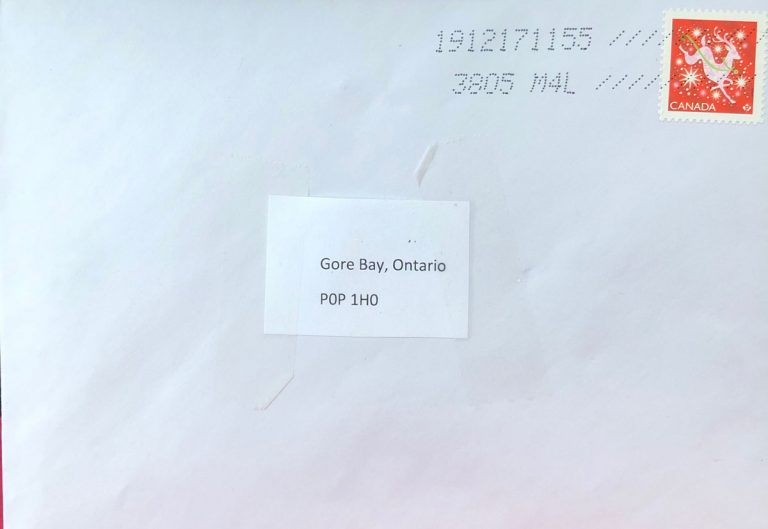 1912171155 /////
3805 M4L //////
CANADA P
Gore Bay, Ontario
P0P 1H0